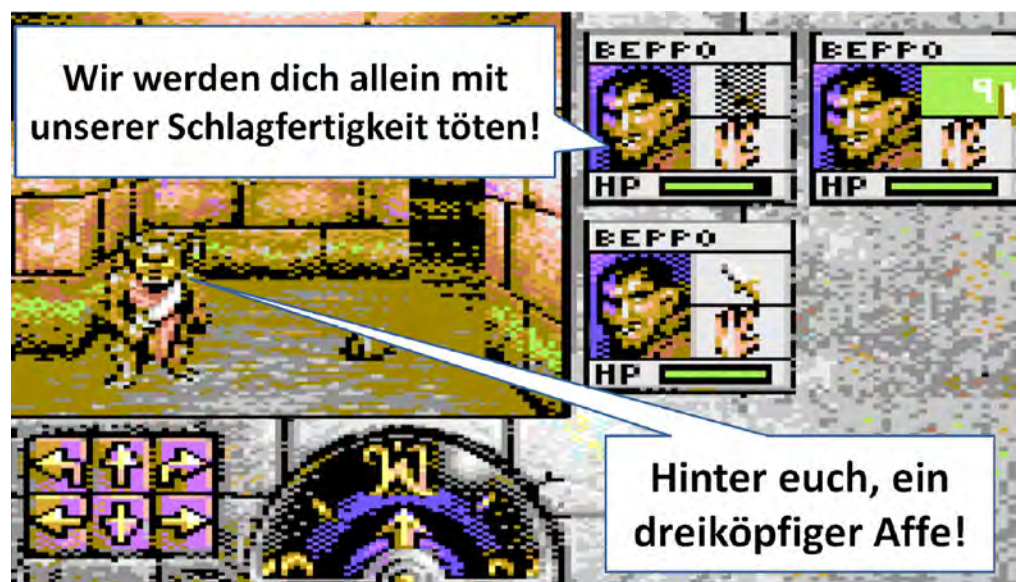 Wir werden dich allein mit
unserer Schlagfertigkeit töten!
BEPPO
HP
BEPPO
HP
BEPPO
HP
W
Hinter euch, ein
dreiköpfiger Affe!